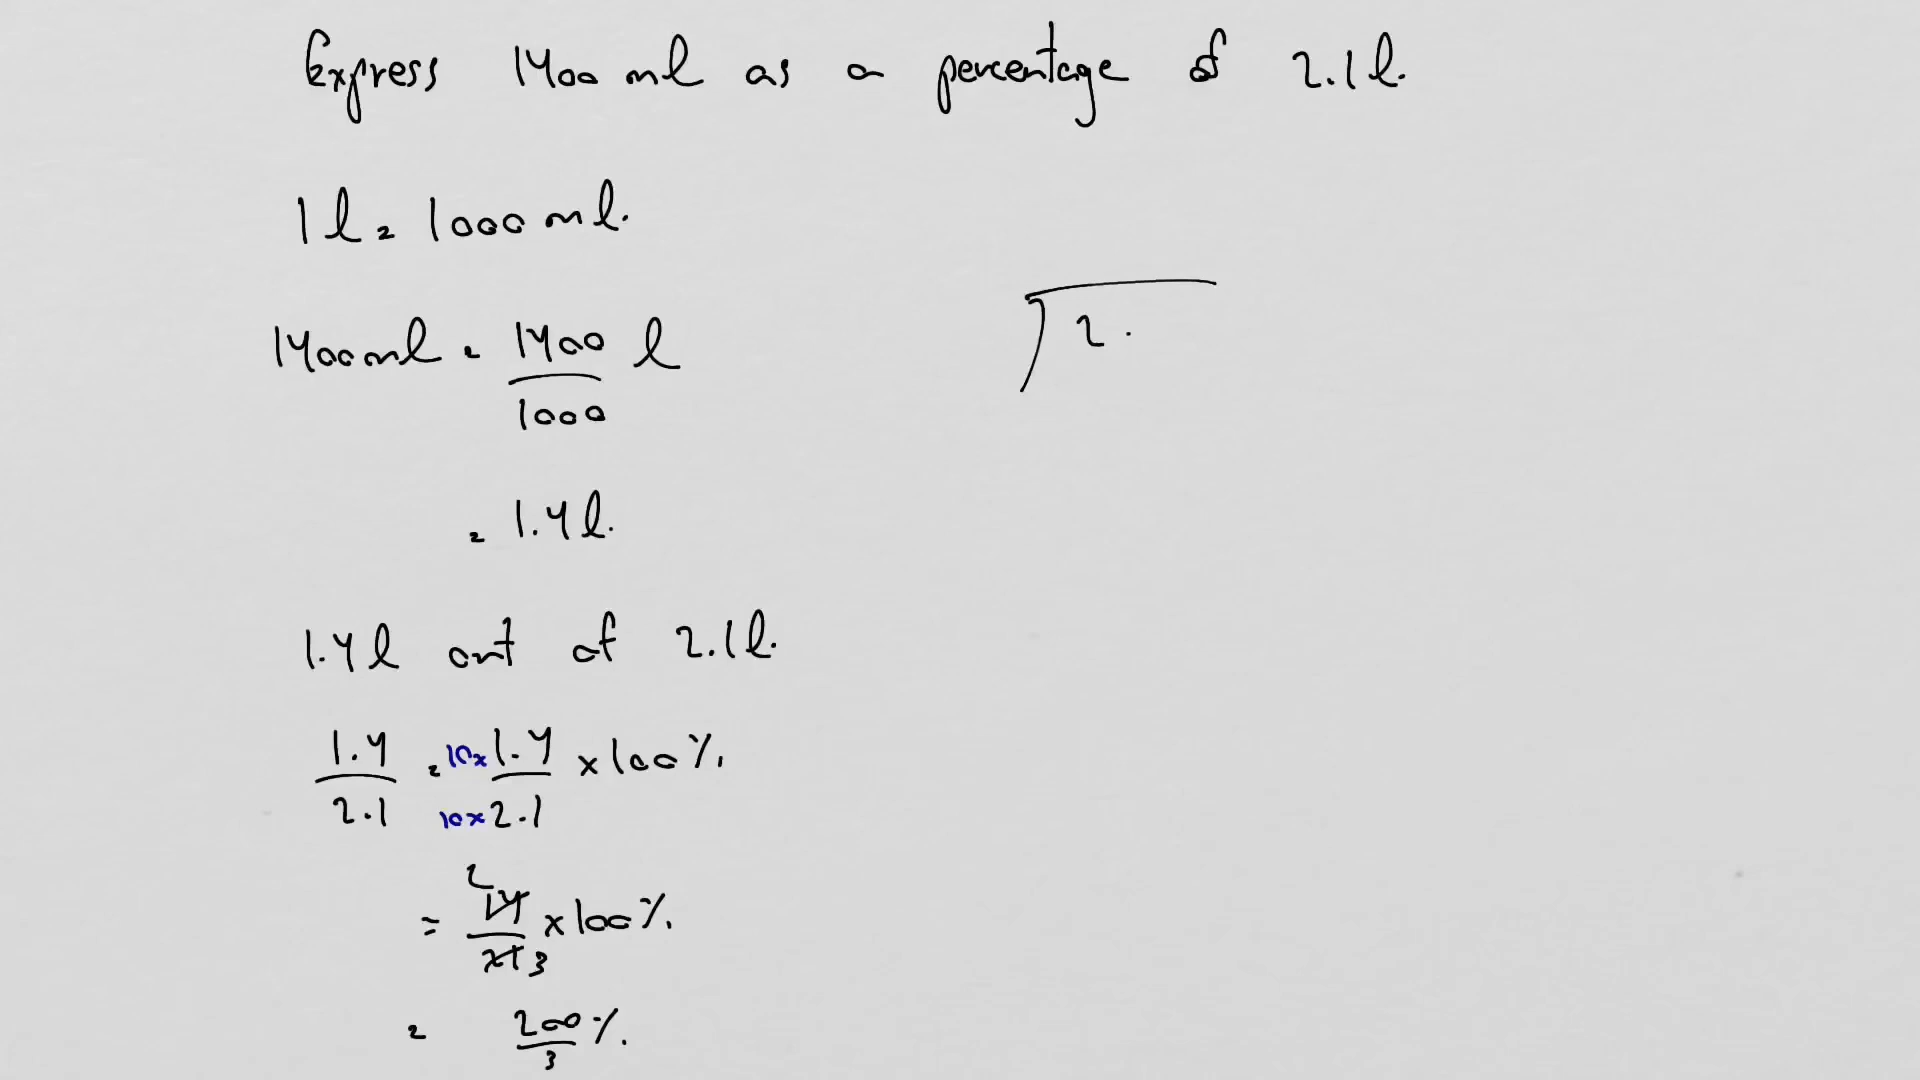 Express 1400 ml as a percentage of 2.1 l.
1 l = 1000 ml.
1400 ml = 1400/1000 l
2.
= 1.4 l.
1.4 l out of 2.1 l.
1.4/2.1 = 10×1.4/10×2.1 × 100%
= 2 14/21 3 × 100%
= 200/3 %